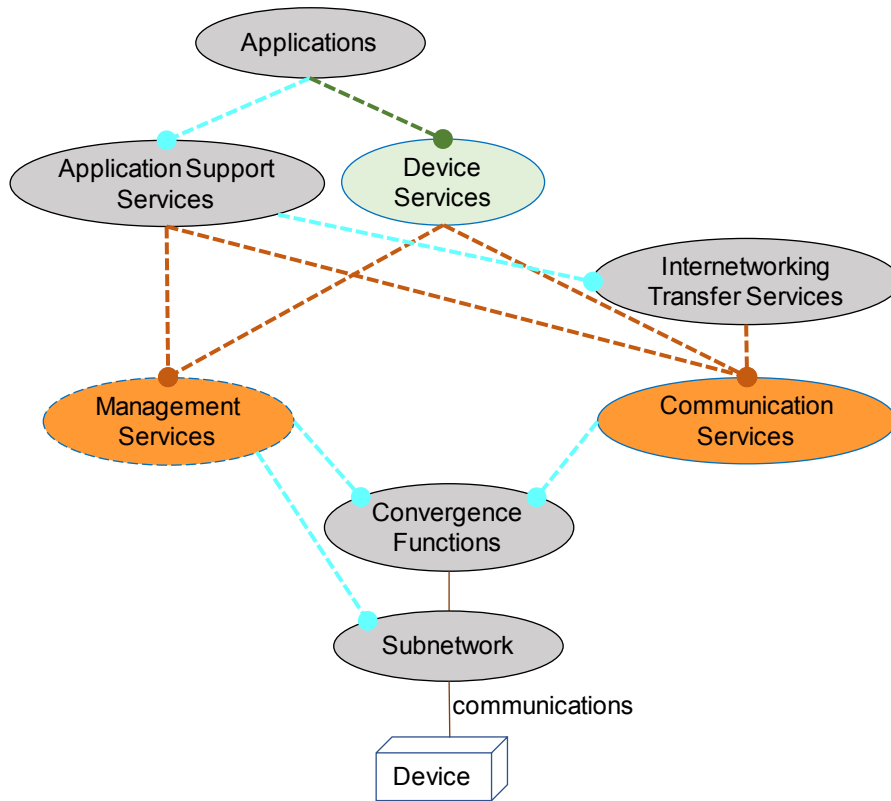 Applications
Application Support
Services
Device
Services
Internetworking
Transfer Services
Management
Services
Communication
Services
Convergence
Functions
Subnetwork
communications
Device